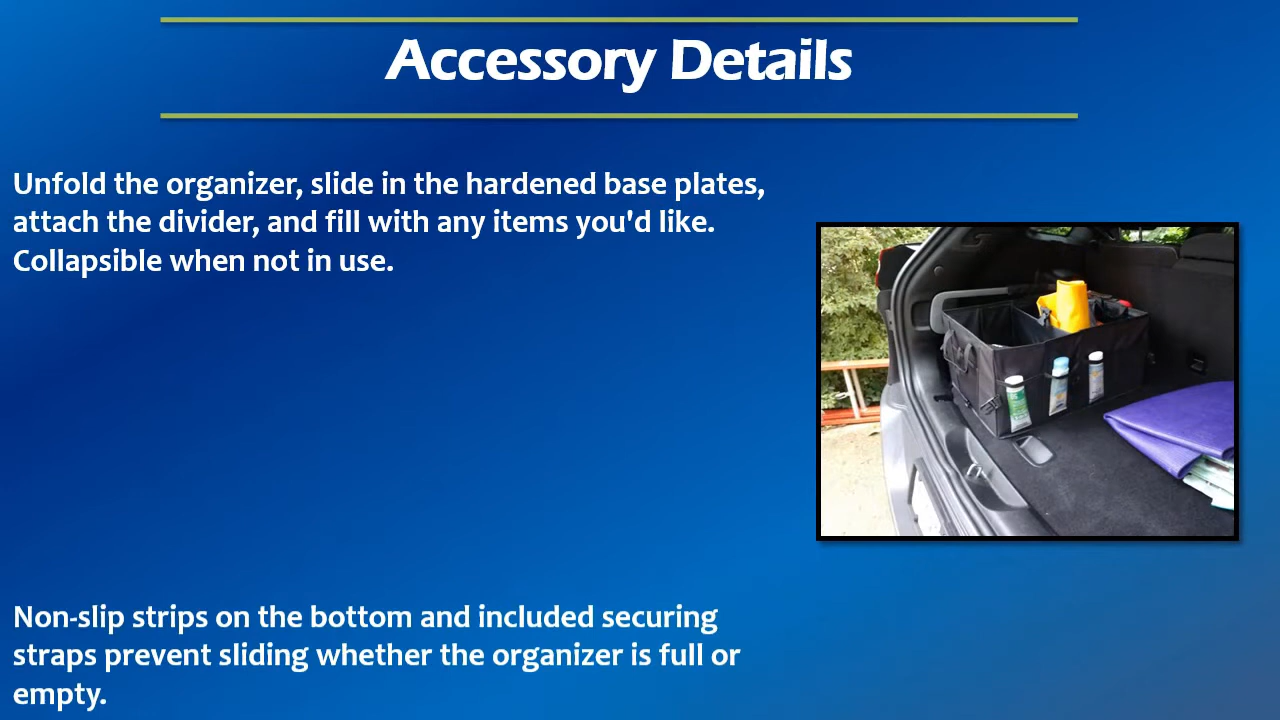 Accessory Details
Unfold the organizer, slide in the hardened base plates,
attach the divider, and fill with any items you'd like.
Collapsible when not in use.
Non-slip strips on the bottom and included securing
straps prevent sliding whether the organizer is full or
empty.